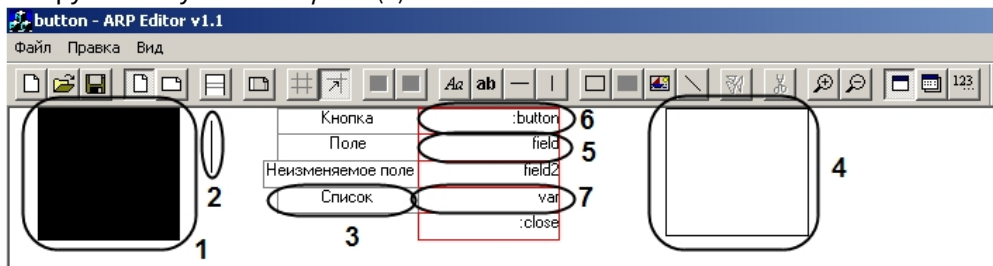 button - ARP Editor v1.1
Файл Правка Вид
Aa ab 123
Кнопка :button 6
Поле field 5
Неизменяемое поле field2
Список var 7
:close
1
2
3
4